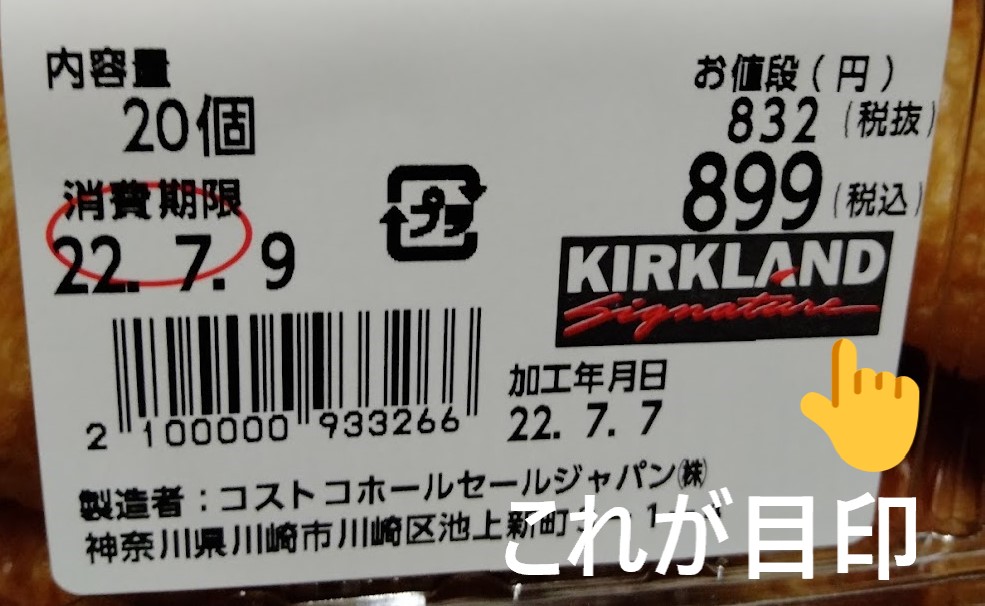 内容量
20個
消費期限
22. 7. 9
お値段(円)
832(税抜)
899(税込)
プラ
KIRKLAND
Signature
2 100000 933266
加工年月日
22. 7. 7
製造者:コストコホールセールジャパン㈱
神奈川県川崎市川崎区池上新町
これが目印